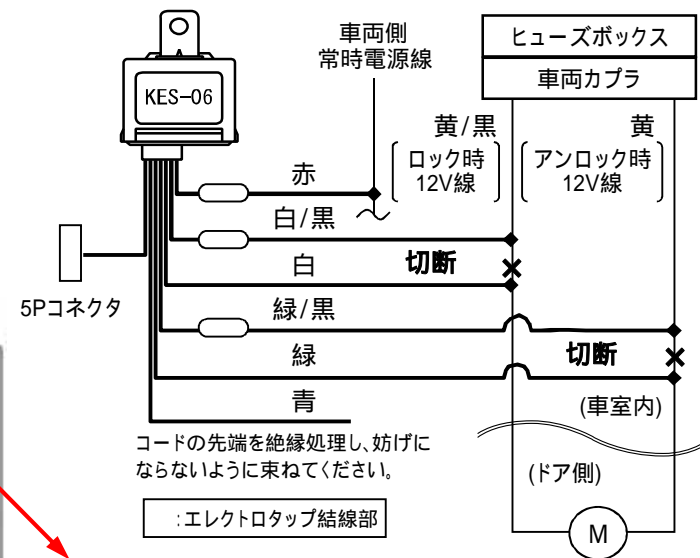 車両側
常時電源線
ヒューズボックス
車両カプラ
KES-06
黄/黒
ロック時
12V線
黄
アンロック時
12V線
赤
白/黒
白
切断
5Pコネクタ
緑/黒
緑
切断
青
(車室内)
コードの先端を絶縁処理し、妨げに
ならないように束ねてください。
(ドア側)
:エレクトロタップ結線部
M